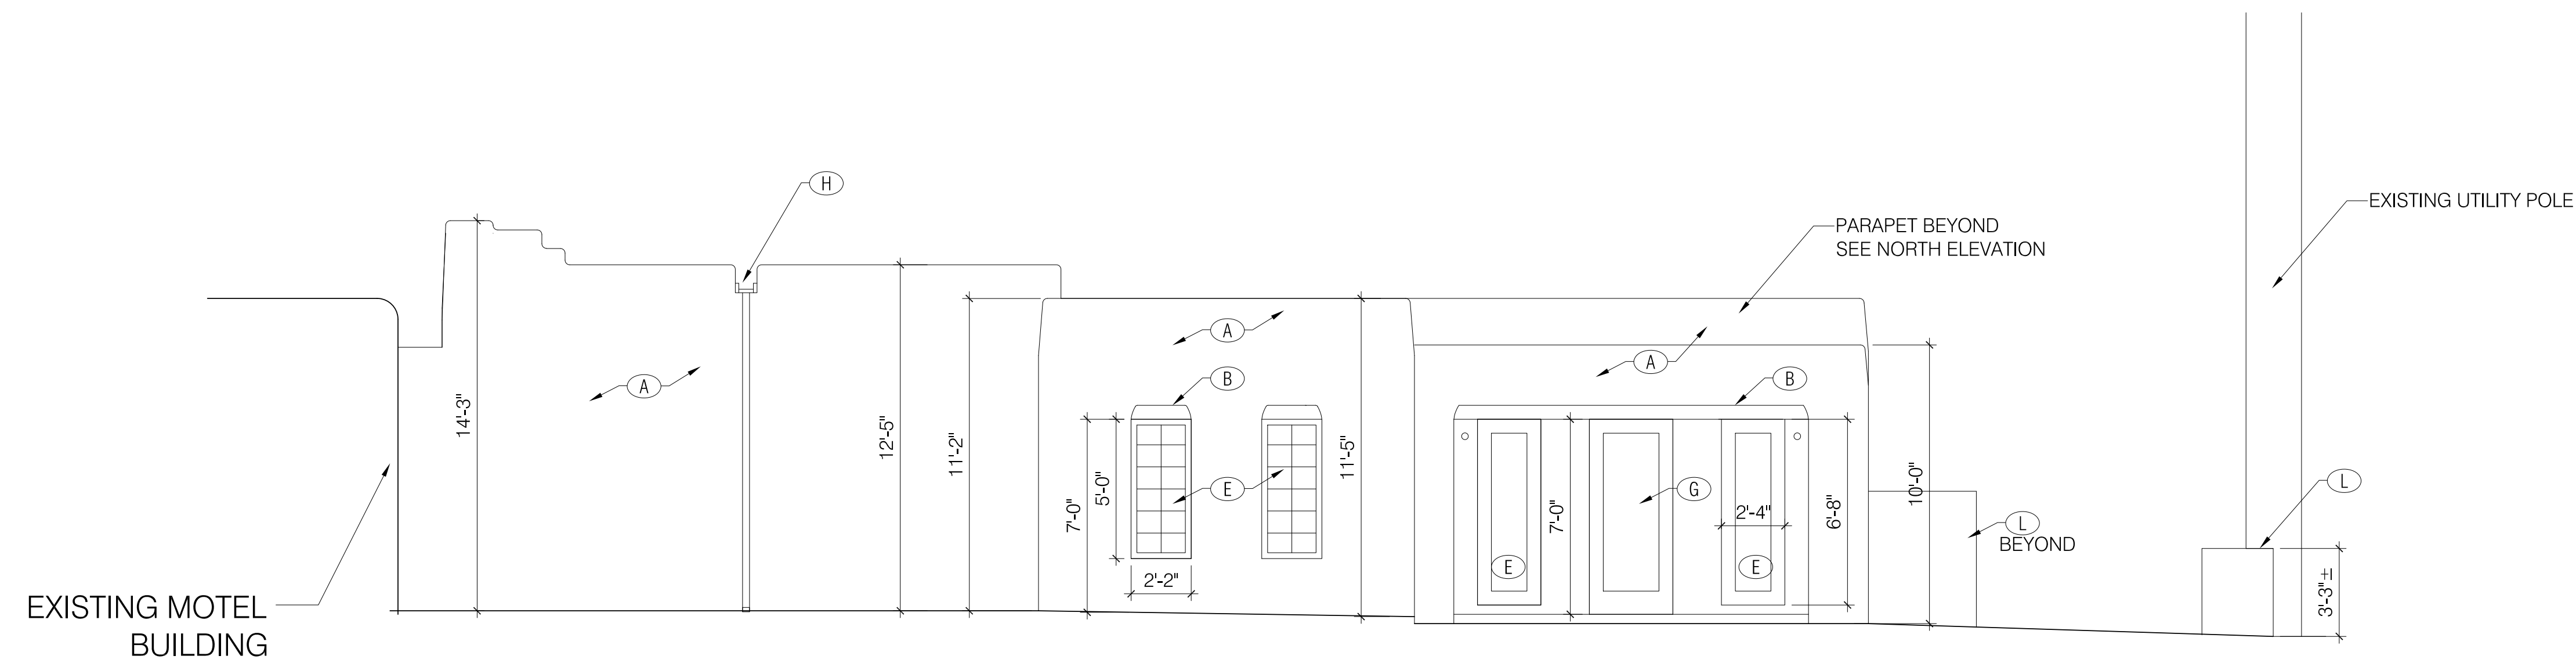 H
EXISTING UTILITY POLE
PARAPET BEYOND
SEE NORTH ELEVATION
A
A
A
B
B
14'-3"
12'-5"
11'-2"
11'-5"
7'-0"
5'-0"
2'-2"
E
7'-0"
G
2'-4"
6'-8"
10'-0"
E
E
L
BEYOND
L
3'-3"±
EXISTING MOTEL
BUILDING